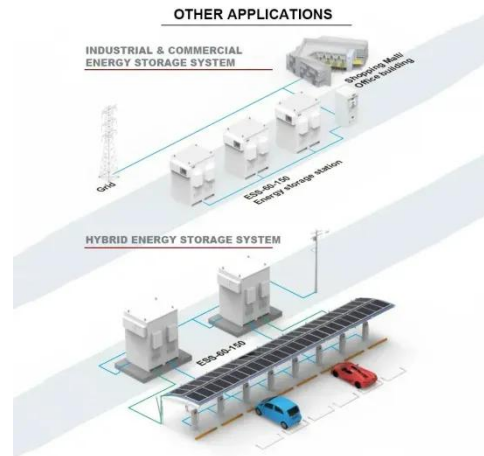 OTHER APPLICATIONS
INDUSTRIAL & COMMERCIAL
ENERGY STORAGE SYSTEM
Shopping Mall/
Office building
Grid
ESS-60-150
Energy storage station
HYBRID ENERGY STORAGE SYSTEM
ESS-60-150